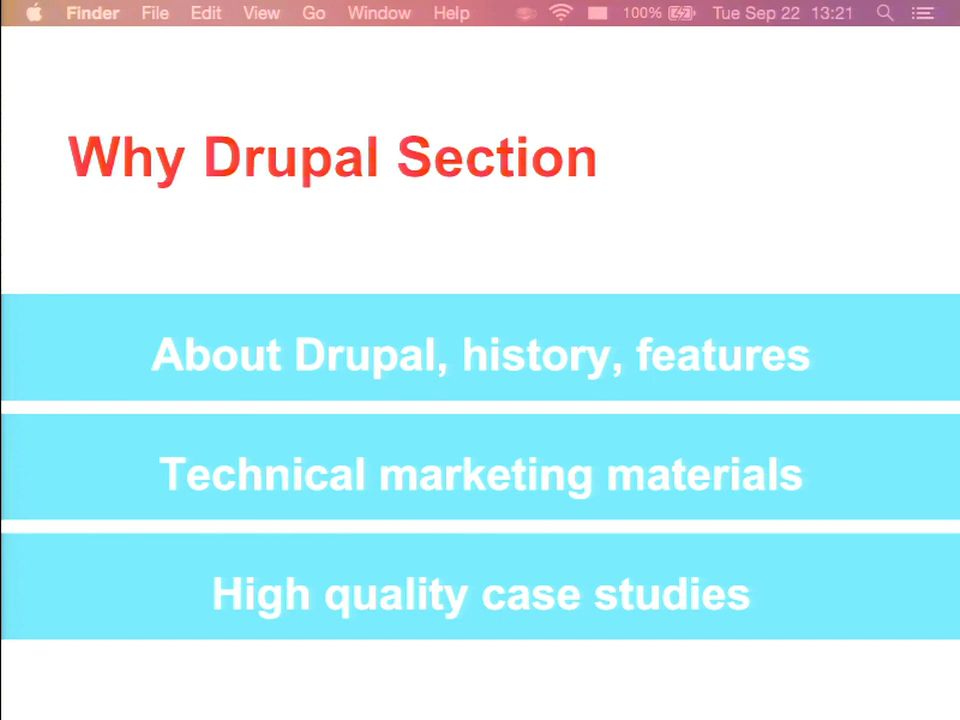 Finder File Edit View Go Window Help 100% Tue Sep 22 13:21
Why Drupal Section
About Drupal, history, features
Technical marketing materials
High quality case studies